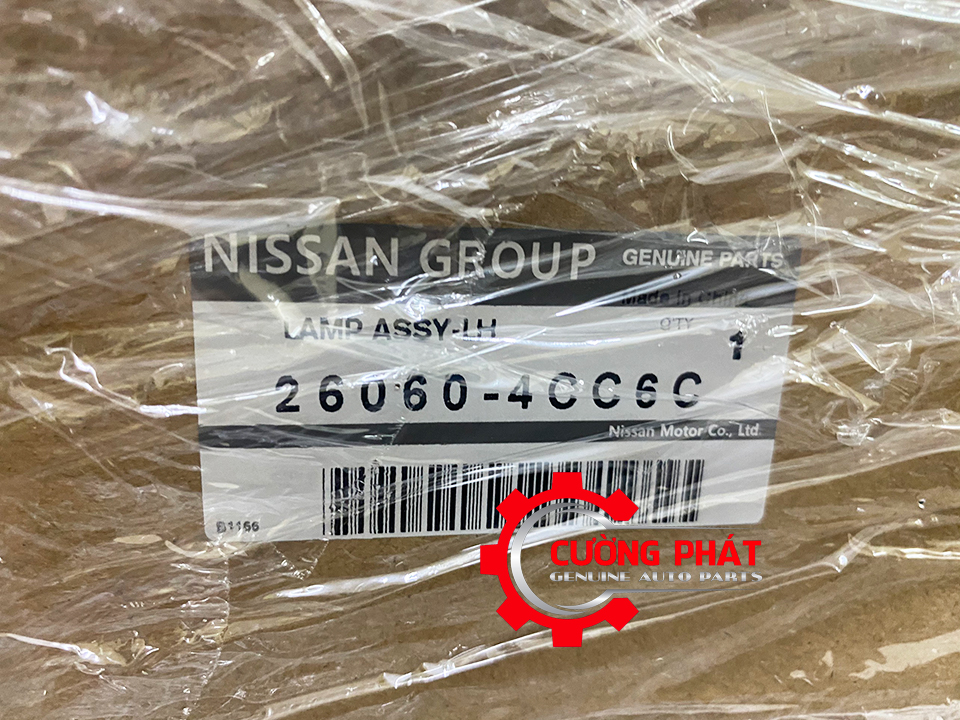 NISSAN GROUP GENUINE PARTS
Made in China
LAMP ASSY-LH Q'TY 1
26060-4CC6C
Nissan Motor Co., Ltd.
B1166
CƯỜNG PHÁT
GENUINE AUTO PARTS